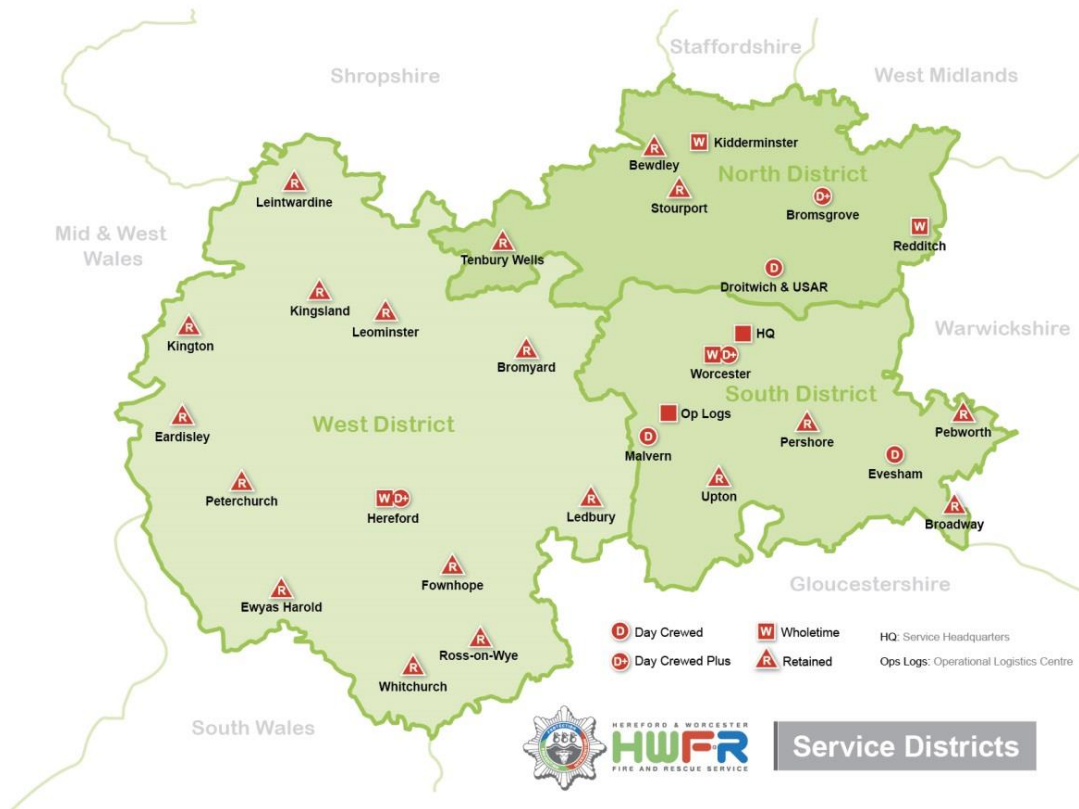 Staffordshire
Shropshire
West Midlands
W
Kidderminster
R
Bewdley
North District
R
Leintwardine
R
Stourport
D+
Bromsgrove
W
Redditch
Mid & West
Wales
R
Tenbury Wells
D
Droitwich & USAR
R
Kingsland
R
Leominster
R
Kington
Warwickshire
HQ
R
Bromyard
W D+
Worcester
South District
West District
R
Eardisley
Op Logs
R
Pershore
R
Pebworth
D
Malvern
D
Evesham
R
Peterchurch
W D+
Hereford
R
Ledbury
R
Upton
R
Broadway
R
Fownhope
Gloucestershire
R
Ewyas Harold
R
Ross-on-Wye
R
Whitchurch
South Wales
D Day Crewed
W Wholetime
HQ: Service Headquarters
D+ Day Crewed Plus
R Retained
Ops Logs: Operational Logistics Centre
HEREFORD & WORCESTER
HWFR
FIRE AND RESCUE SERVICE
Service Districts